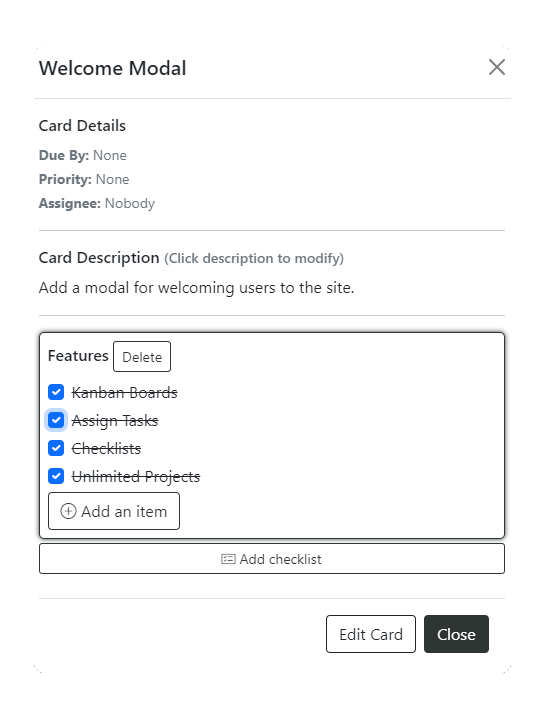 Welcome Modal
Card Details
Due By: None
Priority: None
Assignee: Nobody
Card Description (Click description to modify)
Add a modal for welcoming users to the site.
Features Delete
Kanban Boards
Assign Tasks
Checklists
Unlimited Projects
Add an item
Add checklist
Edit Card Close